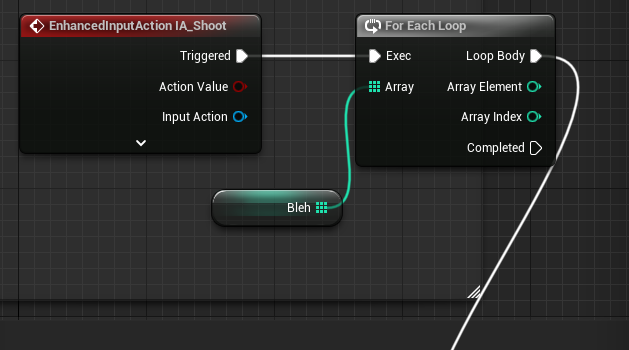 EnhancedInputAction IA_Shoot
Triggered
Action Value
Input Action
For Each Loop
Exec
Loop Body
Array
Array Element
Array Index
Completed
Bleh